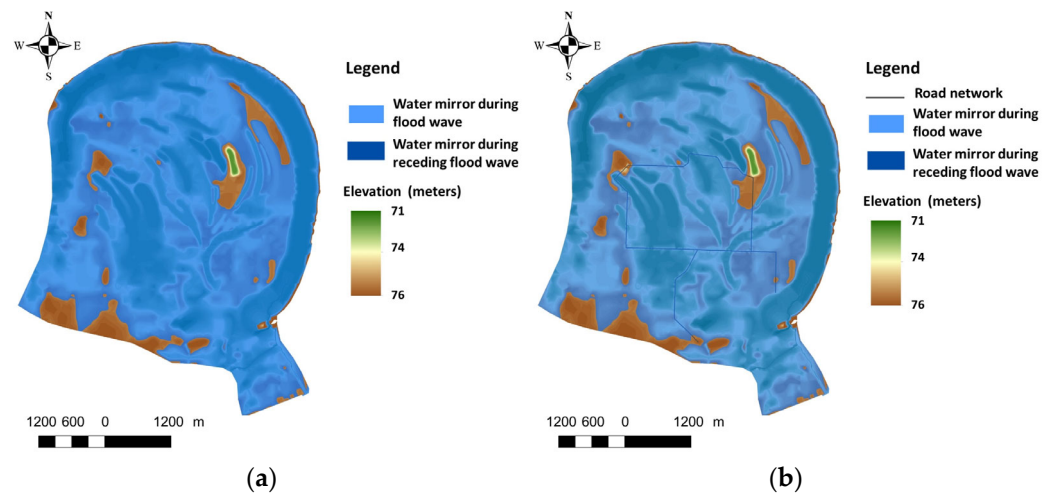 N
W E
S
Legend
Water mirror during
flood wave
Water mirror during
receding flood wave
Elevation (meters)
71
74
76
1200 600 0 1200 m
(a)
N
W E
S
Legend
Road network
Water mirror during
flood wave
Water mirror during
receding flood wave
Elevation (meters)
71
74
76
1200 600 0 1200 m
(b)